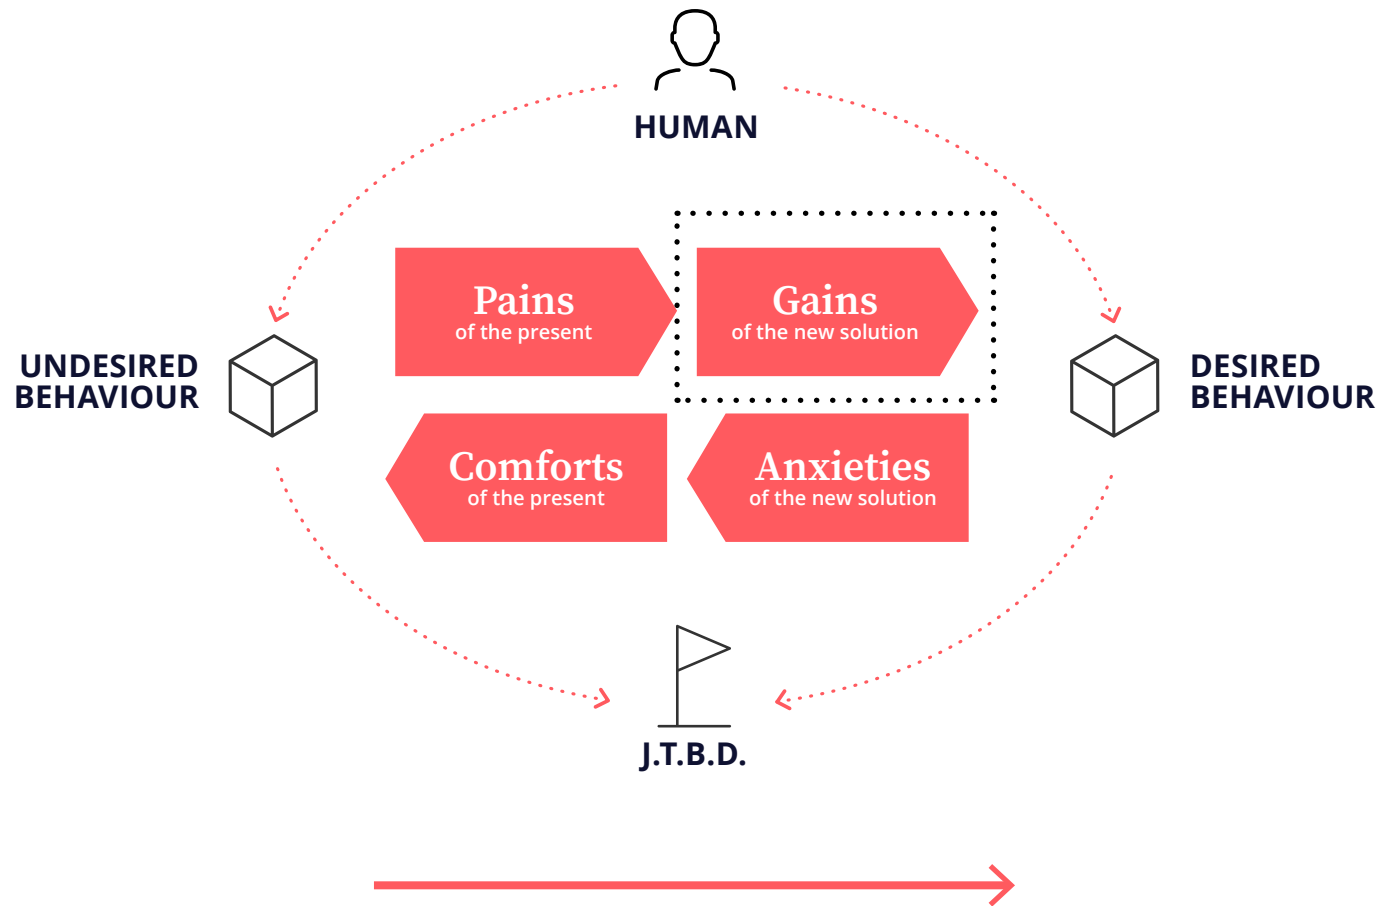 HUMAN
Pains
of the present
Gains
of the new solution
UNDESIRED
BEHAVIOUR
DESIRED
BEHAVIOUR
Comforts
of the present
Anxieties
of the new solution
J.T.B.D.